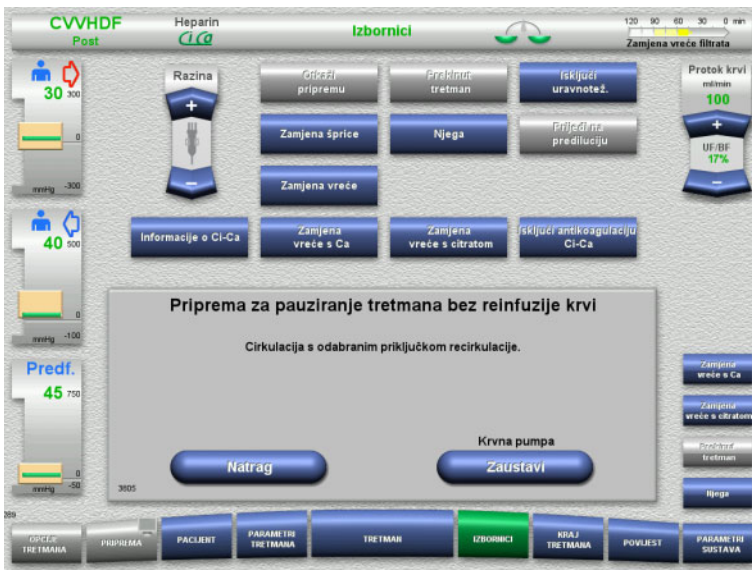 CVVHDF
Post
Heparin
Ci Ca
Izbornici
120 90 60 30 0 min
Zamjena vreće filtrata
30 300
0
mmHg -300
40 500
0
mmHg -100
Predf.
45 750
0
mmHg -50
Razina
+
−
Otkaži
pripremu
Prekinut
tretman
Isključi
uravnotež.
Zamjena šprice
Njega
Prijeđi na
prediluciju
Zamjena vreće
Informacije o Ci-Ca
Zamjena
vreće s Ca
Zamjena
vreće s citratom
Isključi antikoagulaciju
Ci-Ca
Protok krvi
ml/min
100
+
UF/BF
17%
−
Priprema za pauziranje tretmana bez reinfuzije krvi
Cirkulacija s odabranim priključkom recirkulacije.
Krvna pumpa
Natrag
Zaustavi
3605
Zamjena
vreće s Ca
Zamjena
vreće s citratom
Prekinut
tretman
Njega
OPCIJE
TRETMANA
PRIPREMA
PACIJENT
PARAMETRI
TRETMANA
TRETMAN
IZBORNICI
KRAJ
TRETMANA
POVIJEST
PARAMETRI
SUSTAVA